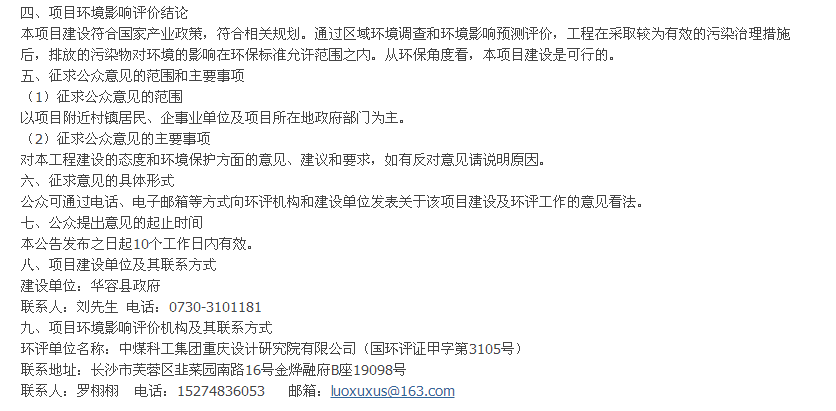 四、项目环境影响评价结论
本项目建设符合国家产业政策，符合相关规划。通过区域环境调查和环境影响预测评价，工程在采取较为有效的污染治理措施
后，排放的污染物对环境的影响在环保标准允许范围之内。从环保角度看，本项目建设是可行的。
五、征求公众意见的范围和主要事项
（1）征求公众意见的范围
以项目附近村镇居民、企事业单位及项目所在地政府部门为主。
（2）征求公众意见的主要事项
对本工程建设的态度和环境保护方面的意见、建议和要求，如有反对意见请说明原因。
六、征求意见的具体形式
公众可通过电话、电子邮箱等方式向环评机构和建设单位发表关于该项目建设及环评工作的意见看法。
七、公众提出意见的起止时间
本公告发布之日起10个工作日内有效。
八、项目建设单位及其联系方式
建设单位：华容县政府
联系人：刘先生 电话：0730-3101181
九、项目环境影响评价机构及其联系方式
环评单位名称：中煤科工集团重庆设计研究院有限公司（国环评证甲字第3105号）
联系地址：长沙市芙蓉区韭菜园南路16号金烨融府B座19098号
联系人：罗栩栩 电话：15274836053 邮箱：luoxuxus@163.com